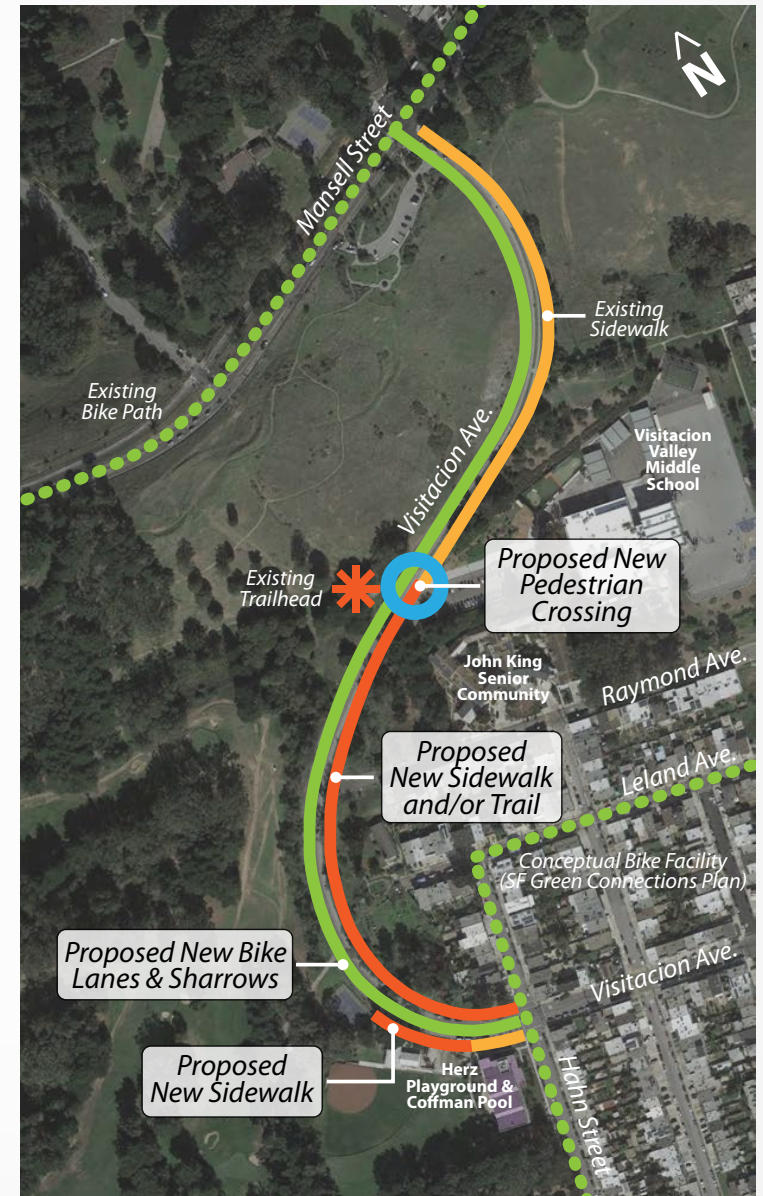 N
Mansell Street
Existing
Sidewalk
Existing
Bike Path
Visitacion Ave.
Visitacion
Valley
Middle
School
Proposed New
Pedestrian
Crossing
Existing
Trailhead
John King
Senior
Community
Raymond Ave.
Proposed
New Sidewalk
and/or Trail
Leland Ave.
Conceptual Bike Facility
(SF Green Connections Plan)
Proposed New Bike
Lanes & Sharrows
Visitacion Ave.
Proposed
New Sidewalk
Herz
Playground &
Coffman Pool
Hahn Street